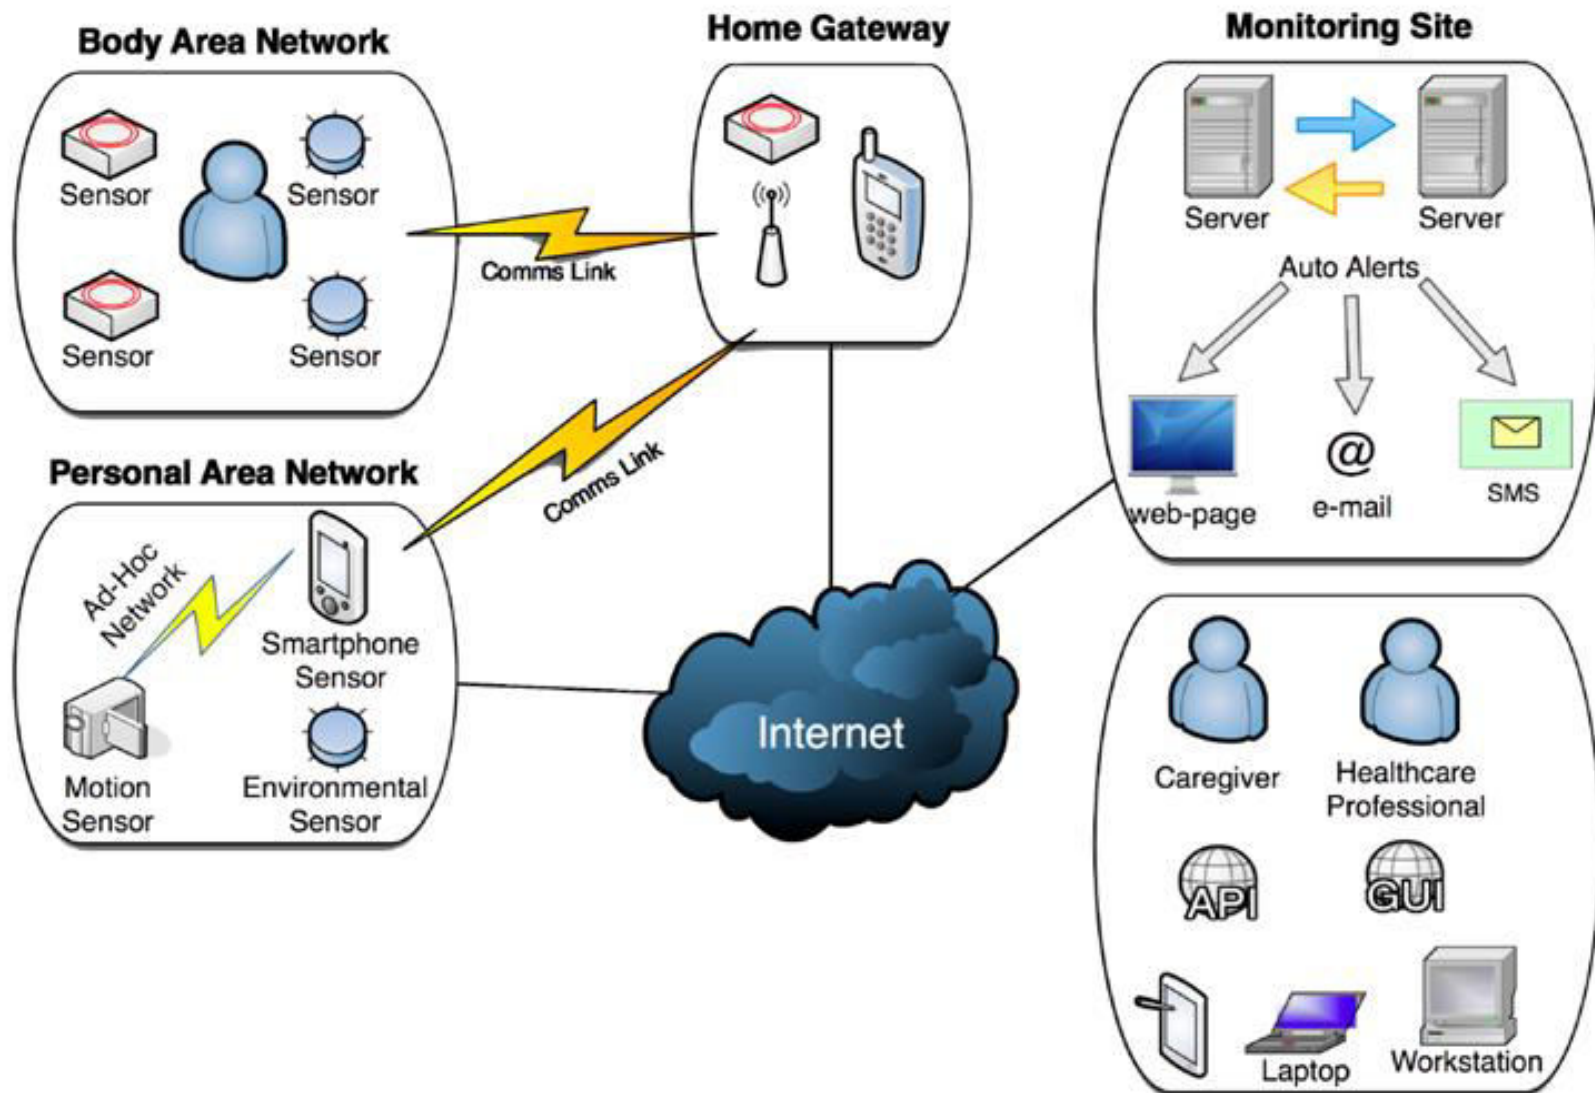 Body Area Network
Sensor
Sensor
Sensor
Sensor
Comms Link
Home Gateway
Comms Link
Personal Area Network
Ad-Hoc
Network
Smartphone
Sensor
Motion
Sensor
Environmental
Sensor
Internet
Monitoring Site
Server
Server
Auto Alerts
web-page
@
e-mail
SMS
Caregiver
Healthcare
Professional
API
GUI
Laptop
Workstation